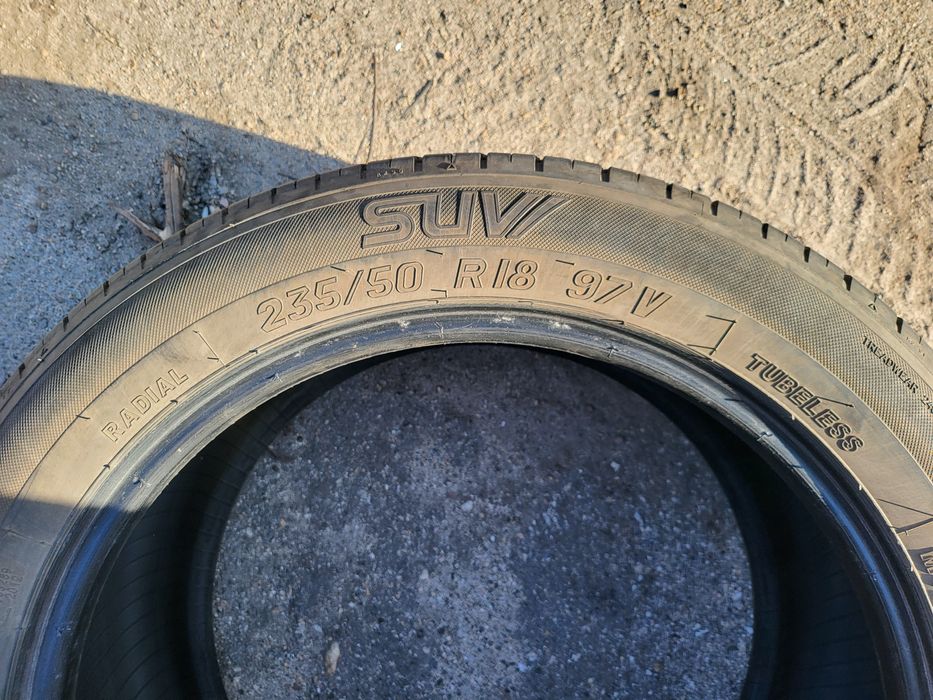 SUV
RADIAL
235/50 R18 97V
TUBELESS
TREADWEAR